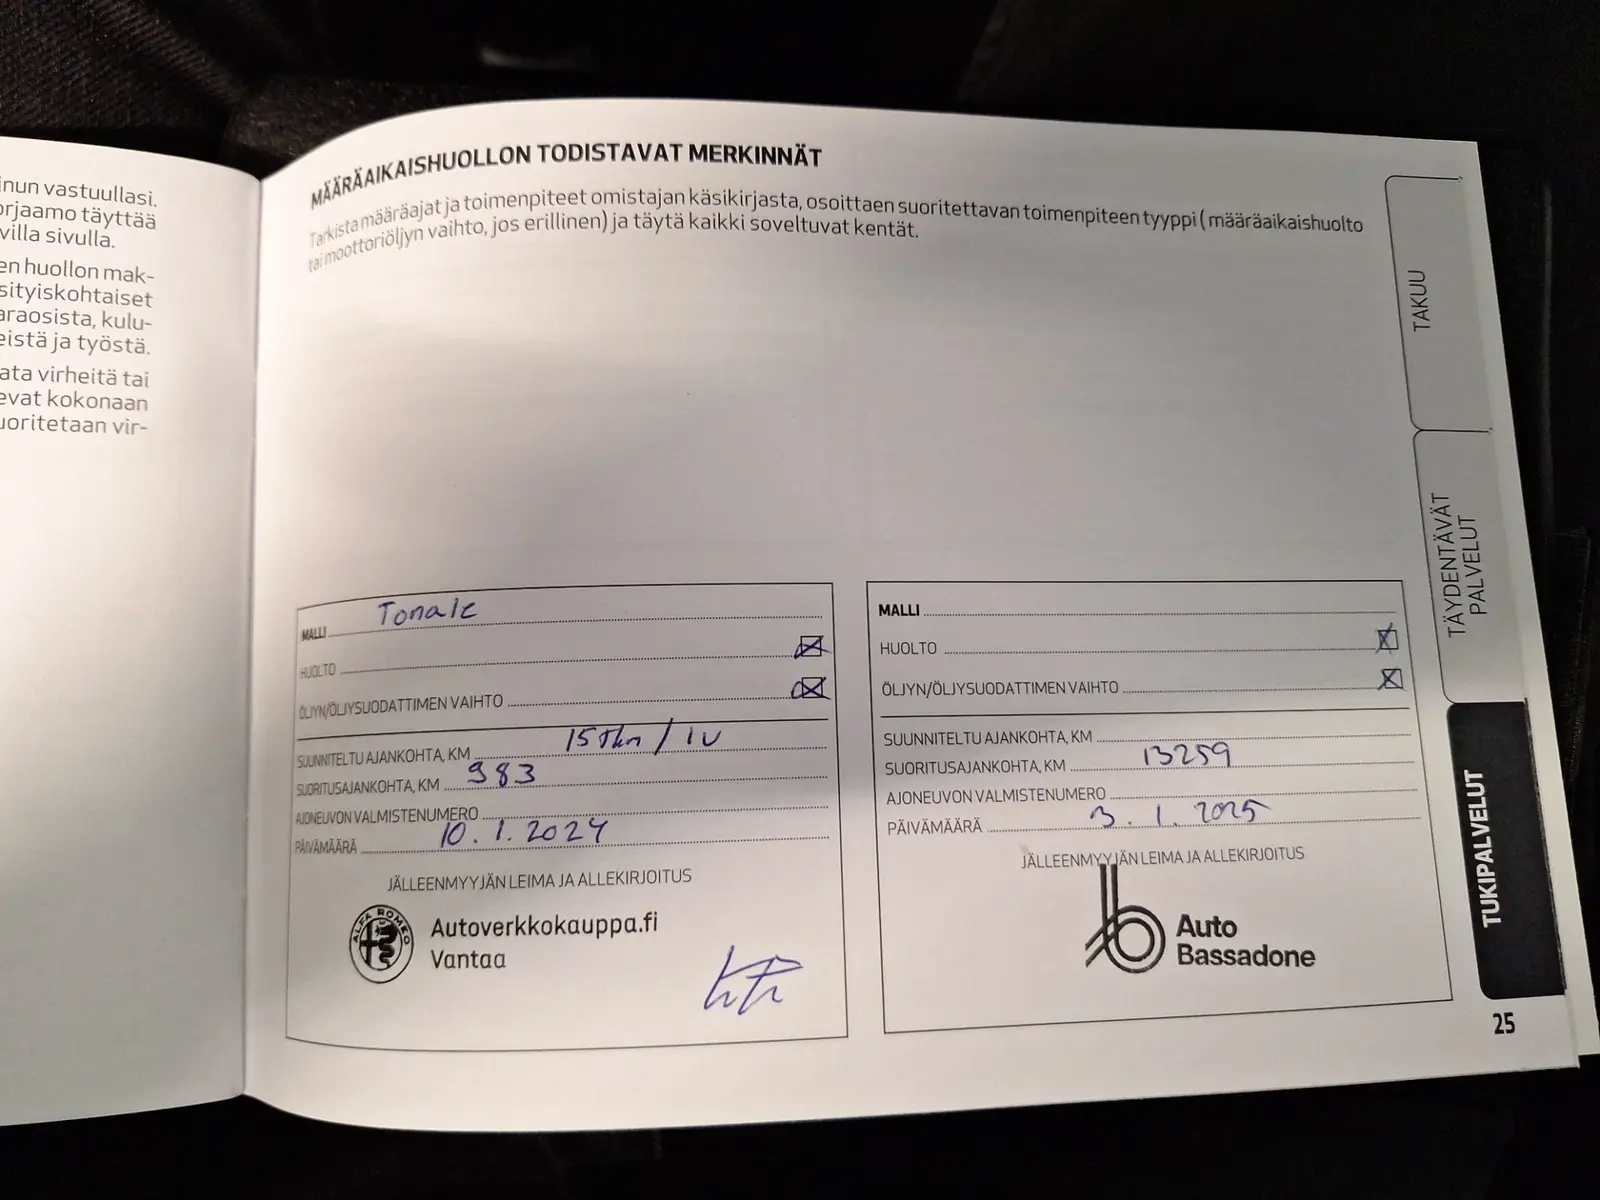 inun vastuullasi.
orjaamo täyttää
villa sivulla.
en huollon mak-
sityiskohtaiset
araosista, kulu-
eistä ja työstä.
ata virheitä tai
evat kokonaan
uoritetaan vir-
MÄÄRÄAIKAISHUOLLON TODISTAVAT MERKINNÄT
Tarkista määräajat ja toimenpiteet omistajan käsikirjasta, osoittaen suoritettavan toimenpiteen tyyppi ( määräaikaishuolto
tai moottoriöljyn vaihto, jos erillinen) ja täytä kaikki soveltuvat kentät.
MALLI Tonale
HUOLTO
ÖLJYN/ÖLJYSUODATTIMEN VAIHTO
SUUNNITELTU AJANKOHTA, KM 15 tkm / 1v
SUORITUSAJANKOHTA, KM 983
AJONEUVON VALMISTENUMERO
PÄIVÄMÄÄRÄ 10.1.2024
JÄLLEENMYYJÄN LEIMA JA ALLEKIRJOITUS
ALFA ROMEO
Autoverkkokauppa.fi
Vantaa
MALLI
HUOLTO
ÖLJYN/ÖLJYSUODATTIMEN VAIHTO
SUUNNITELTU AJANKOHTA, KM
SUORITUSAJANKOHTA, KM 13259
AJONEUVON VALMISTENUMERO
PÄIVÄMÄÄRÄ 3.1.2025
JÄLLEENMYYJÄN LEIMA JA ALLEKIRJOITUS
Auto
Bassadone
TAKUU
TÄYDENTÄVÄT
PALVELUT
TUKIPALVELUT
25